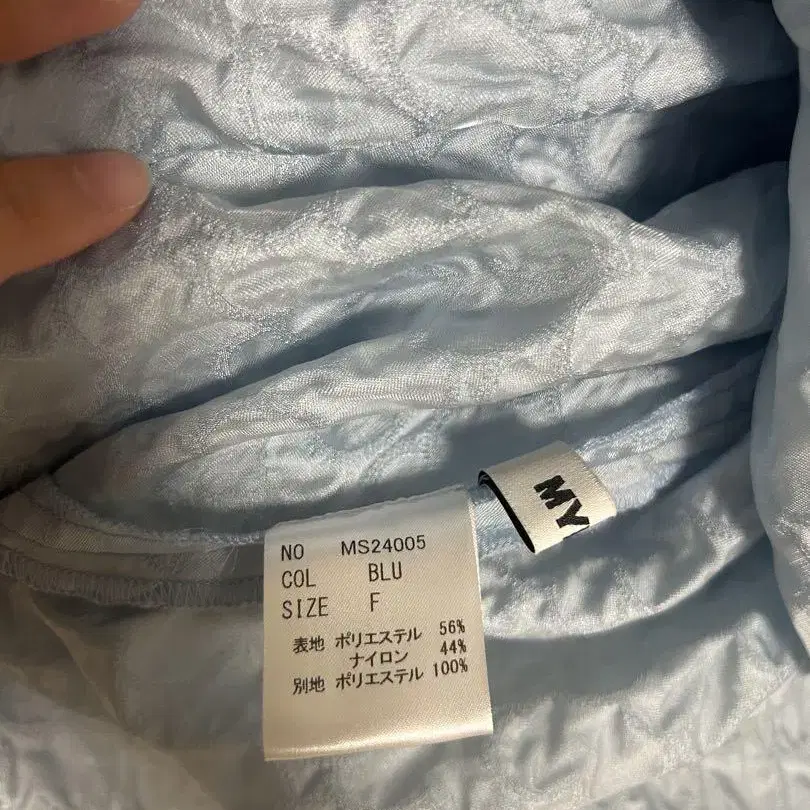 MY
NO MS24005
COL BLU
SIZE F
表地 ポリエステル 56%
ナイロン 44%
別地 ポリエステル 100%